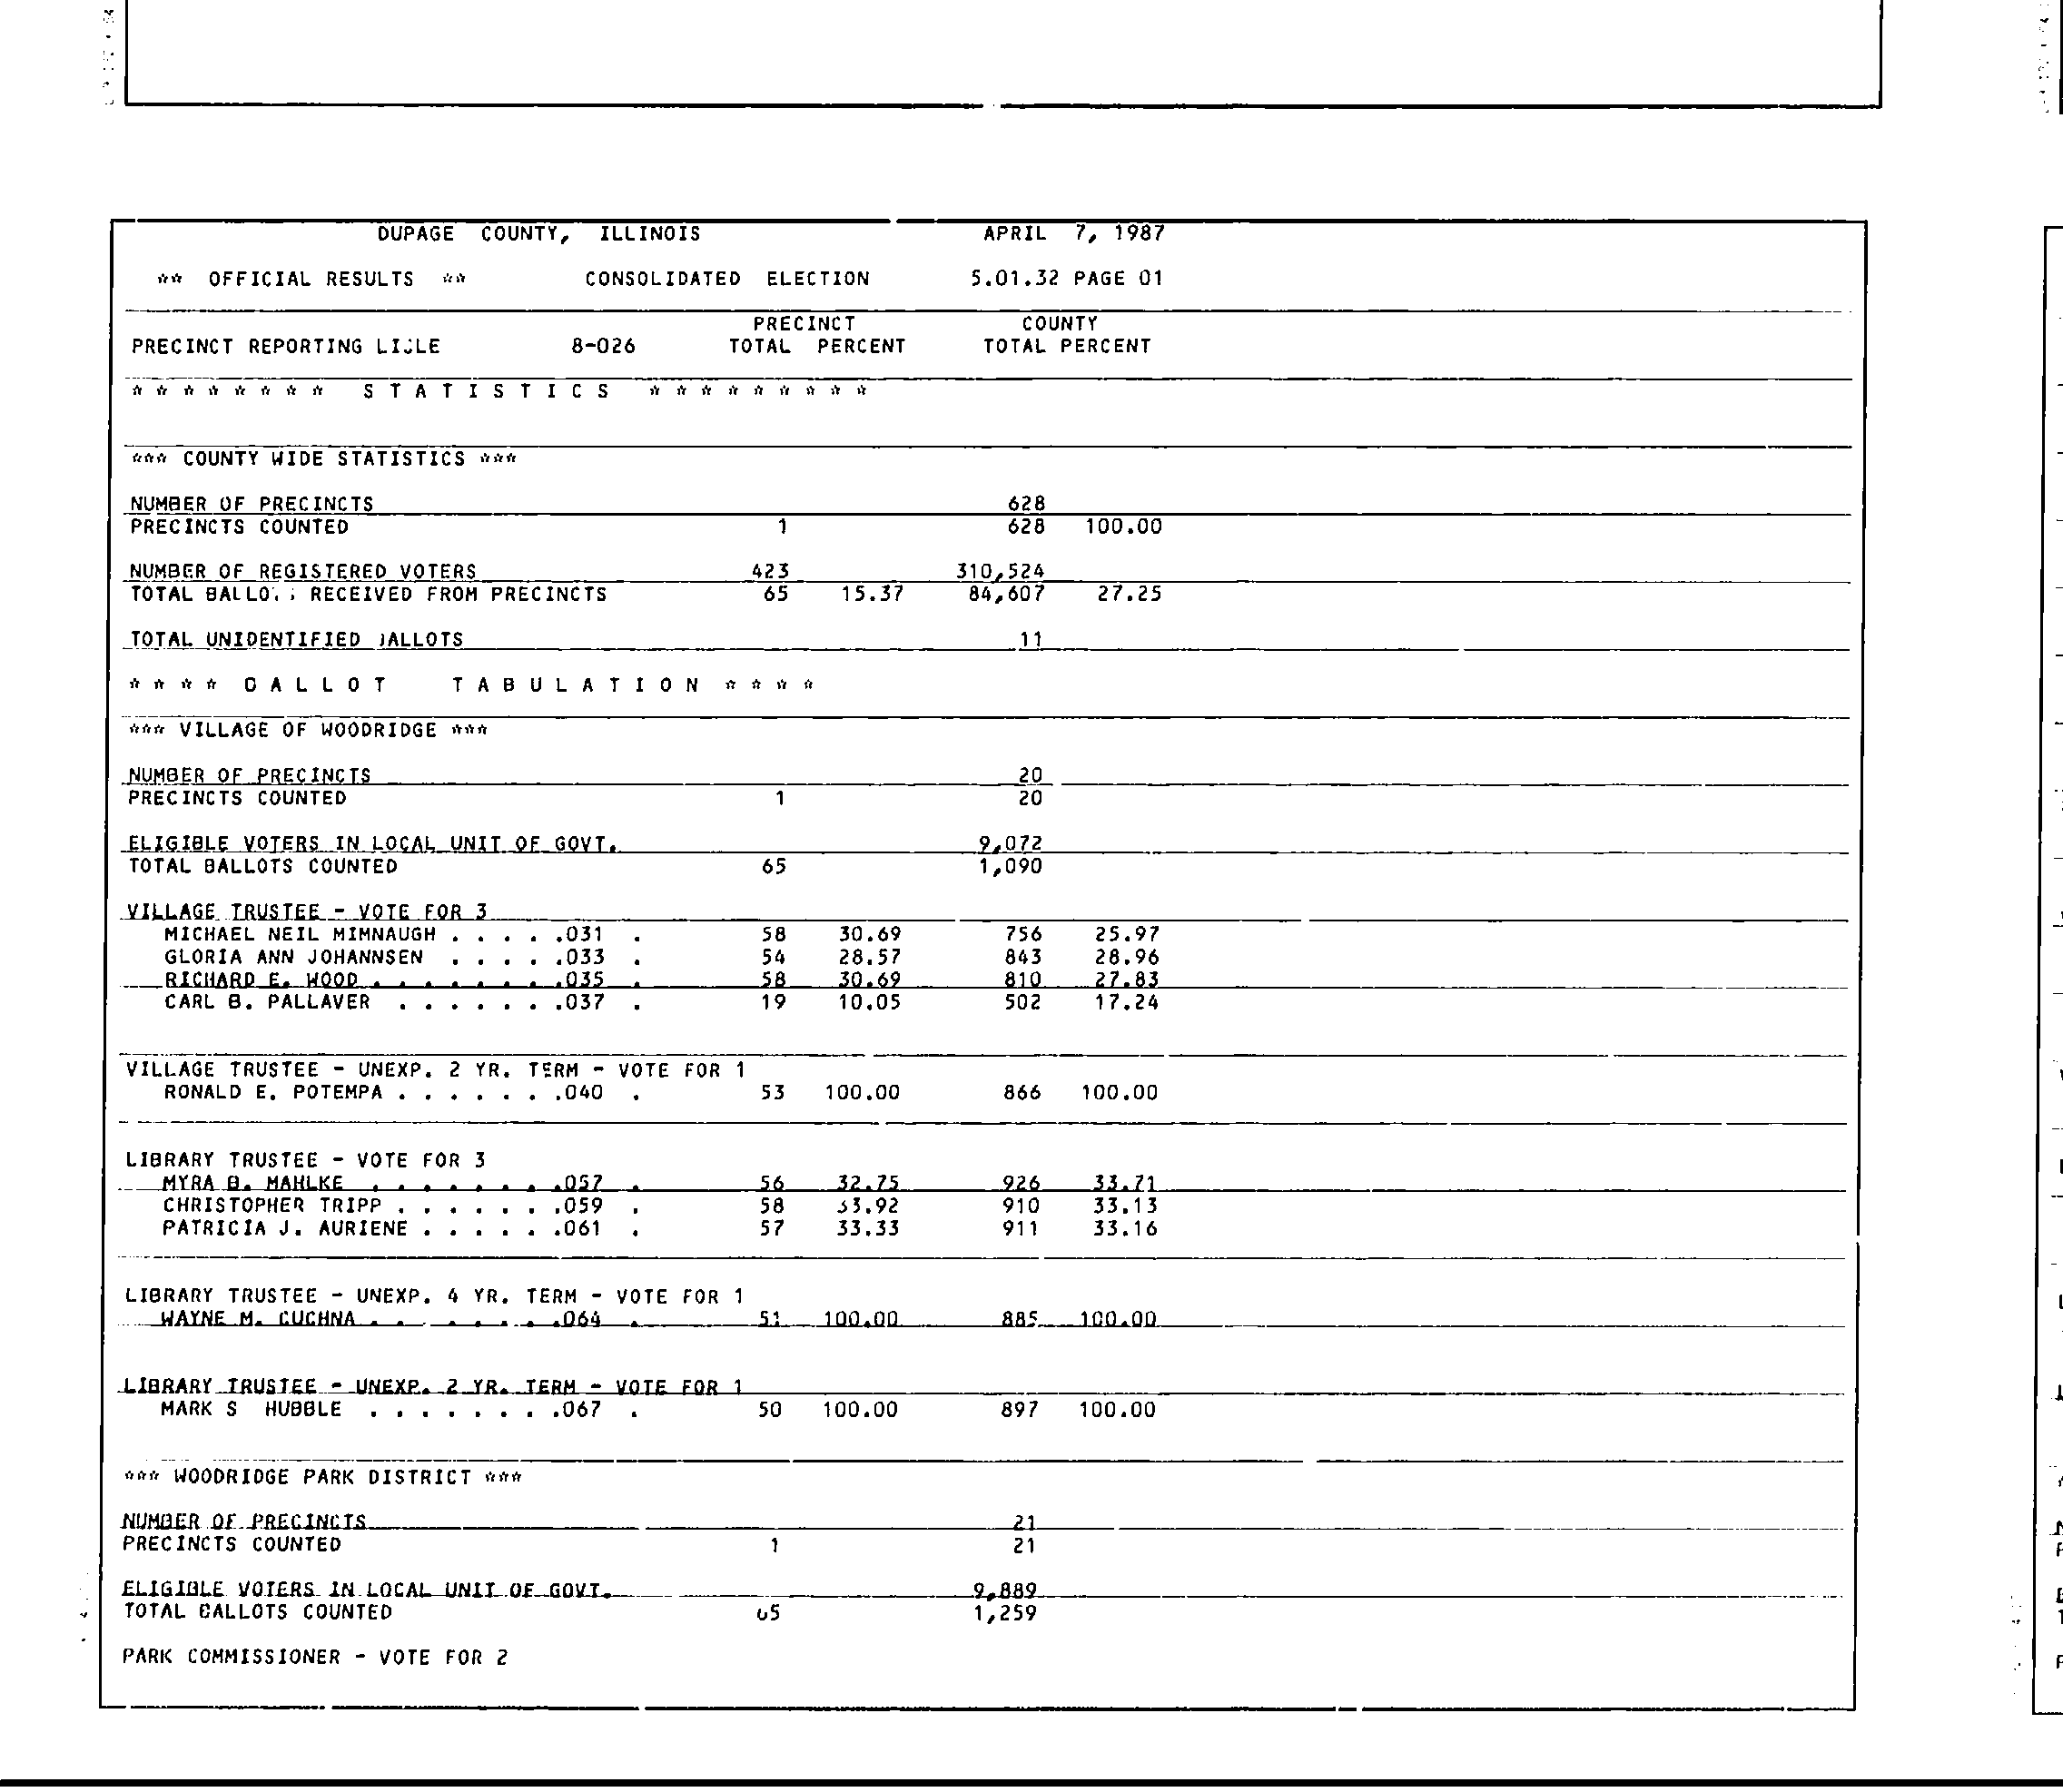 DUPAGE COUNTY, ILLINOIS APRIL 7, 1987
** OFFICIAL RESULTS ** CONSOLIDATED ELECTION 5.01.32 PAGE 01
PRECINCT COUNTY
PRECINCT REPORTING 8-026 TOTAL PERCENT TOTAL PERCENT
* * * * * * * * S T A T I S T I C S * * * * * * * * *
*** COUNTY WIDE STATISTICS ***
NUMBER OF PRECINCTS 628
PRECINCTS COUNTED 1 628 100.00
NUMBER OF REGISTERED VOTERS 423 310,524
TOTAL BALLOTS RECEIVED FROM PRECINCTS 65 15.37 84,607 27.25
TOTAL UNIDENTIFIED BALLOTS 11
* * * * B A L L O T T A B U L A T I O N * * * *
*** VILLAGE OF WOODRIDGE ***
NUMBER OF PRECINCTS 20
PRECINCTS COUNTED 1 20
ELIGIBLE VOTERS IN LOCAL UNIT OF GOVT. 9,072
TOTAL BALLOTS COUNTED 65 1,090
VILLAGE TRUSTEE - VOTE FOR 3
MICHAEL NEIL MIMNAUGH . . . . .031 . 58 30.69 756 25.97
GLORIA ANN JOHANNSEN . . . . .033 . 54 28.57 843 28.96
RICHARD E. WOOD . . . . . . . .035 . 58 30.69 810 27.83
CARL B. PALLAVER . . . . . . .037 . 19 10.05 502 17.24
VILLAGE TRUSTEE - UNEXP. 2 YR. TERM - VOTE FOR 1
RONALD E. POTEMPA . . . . . . .040 . 53 100.00 866 100.00
LIBRARY TRUSTEE - VOTE FOR 3
MYRA B. MAHLKE . . . . . . . .057 . 56 32.75 926 33.71
CHRISTOPHER TRIPP . . . . . . .059 . 58 33.92 910 33.13
PATRICIA J. AURIENE . . . . . .061 . 57 33.33 911 33.16
LIBRARY TRUSTEE - UNEXP. 4 YR. TERM - VOTE FOR 1
WAYNE M. CUCHNA . . . . . . . .064 . 51 100.00 885 100.00
LIBRARY TRUSTEE - UNEXP. 2 YR. TERM - VOTE FOR 1
MARK S HUBBLE . . . . . . . .067 . 50 100.00 897 100.00
*** WOODRIDGE PARK DISTRICT ***
NUMBER OF PRECINCTS 21
PRECINCTS COUNTED 1 21
ELIGIBLE VOTERS IN LOCAL UNIT OF GOVT. 9,889
TOTAL BALLOTS COUNTED 65 1,259
PARK COMMISSIONER - VOTE FOR 2